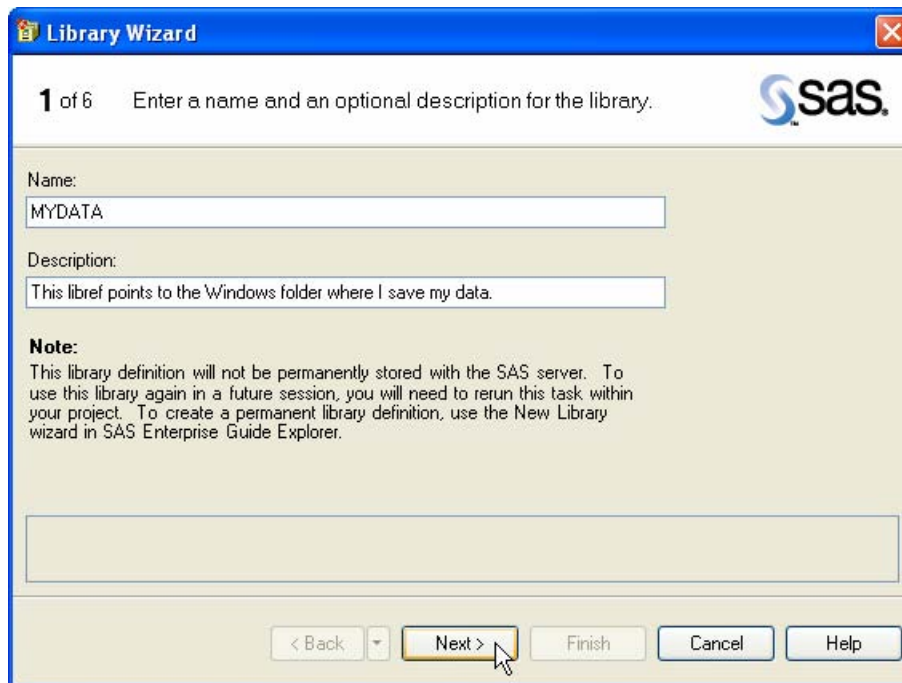 Library Wizard
1 of 6 Enter a name and an optional description for the library.
sas.
Name:
MYDATA
Description:
This libref points to the Windows folder where I save my data.
Note:
This library definition will not be permanently stored with the SAS server. To
use this library again in a future session, you will need to rerun this task within
your project. To create a permanent library definition, use the New Library
wizard in SAS Enterprise Guide Explorer.
< Back Next > Finish Cancel Help